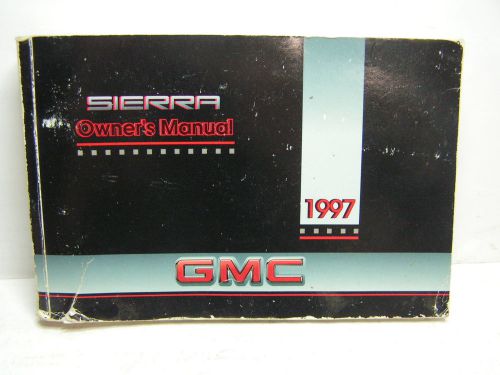 SIERRA
Owner's Manual
1997
GMC